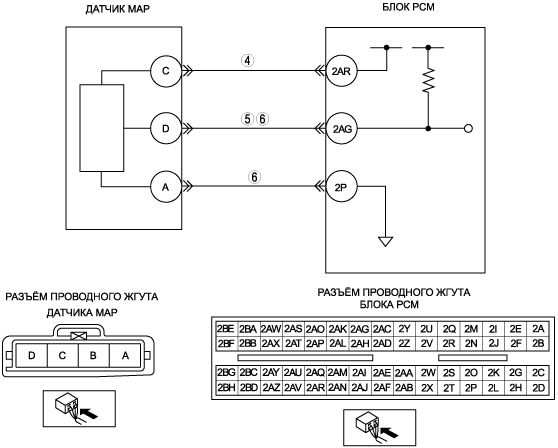 ДАТЧИК MAP
БЛОК PCM
C
④
2AR
D
⑤ ⑥
2AG
A
⑥
2P
РАЗЪЁМ ПРОВОДНОГО ЖГУТА
ДАТЧИКА MAP
D C B A
РАЗЪЁМ ПРОВОДНОГО ЖГУТА
БЛОКА PCM
2BE 2BA 2AW 2AS 2AO 2AK 2AG 2AC 2Y 2U 2Q 2M 2I 2E 2A
2BF 2BB 2AX 2AT 2AP 2AL 2AH 2AD 2Z 2V 2R 2N 2J 2F 2B
2BG 2BC 2AY 2AU 2AQ 2AM 2AI 2AE 2AA 2W 2S 2O 2K 2G 2C
2BH 2BD 2AZ 2AV 2AR 2AN 2AJ 2AF 2AB 2X 2T 2P 2L 2H 2D